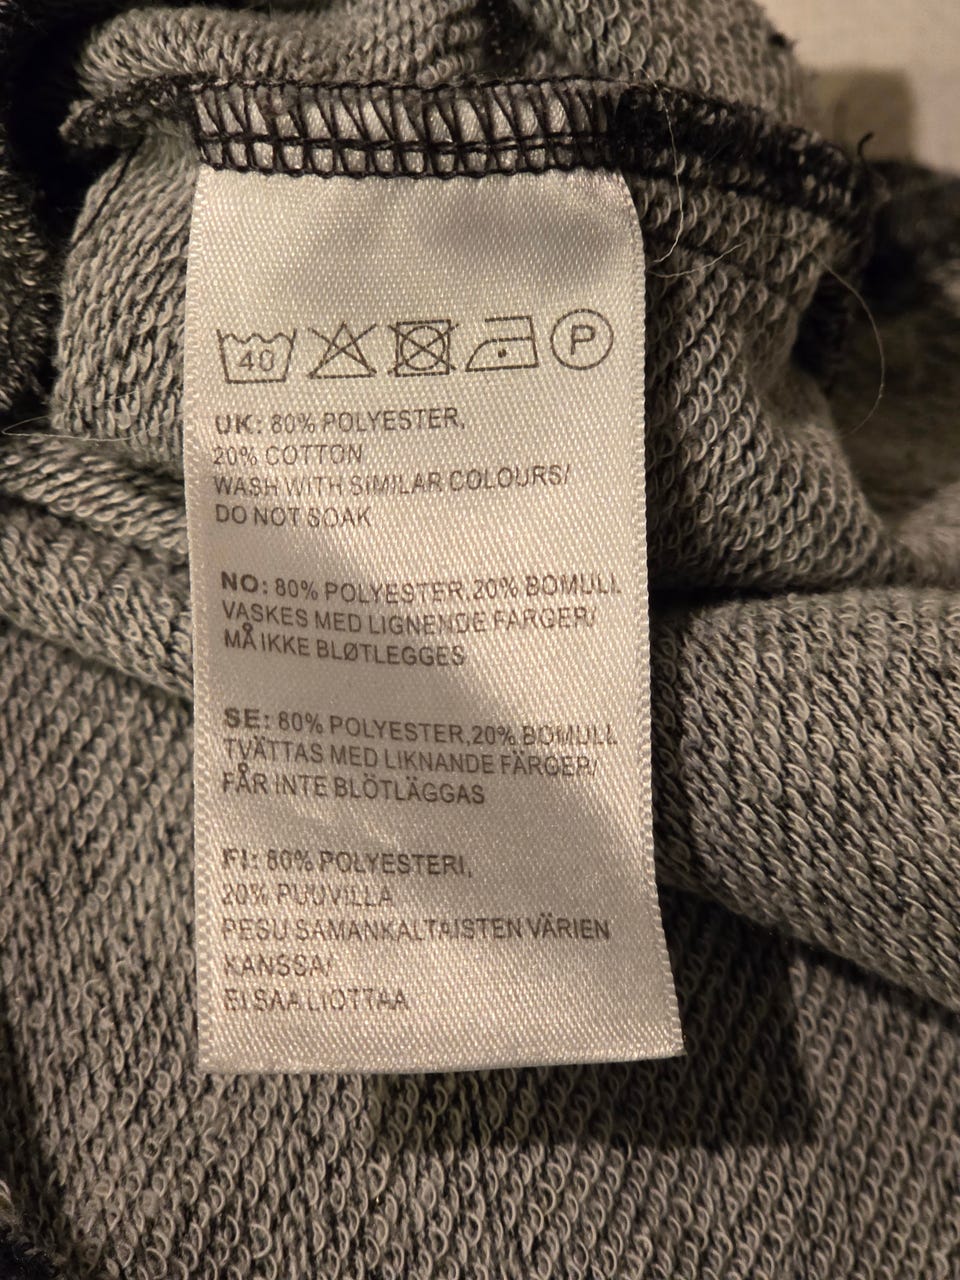 40 P
UK: 80% POLYESTER,
20% COTTON
WASH WITH SIMILAR COLOURS/
DO NOT SOAK
NO: 80% POLYESTER,20% BOMULL
VASKES MED LIGNENDE FARGER/
MÅ IKKE BLØTLEGGES
SE: 80% POLYESTER,20% BOMULL
TVÄTTAS MED LIKNANDE FÄRGER/
FÅR INTE BLÖTLÄGGAS
FI: 80% POLYESTERI,
20% PUUVILLA
PESU SAMANKALTAISTEN VÄRIEN
KANSSA/
EI SAA LIOTTAA